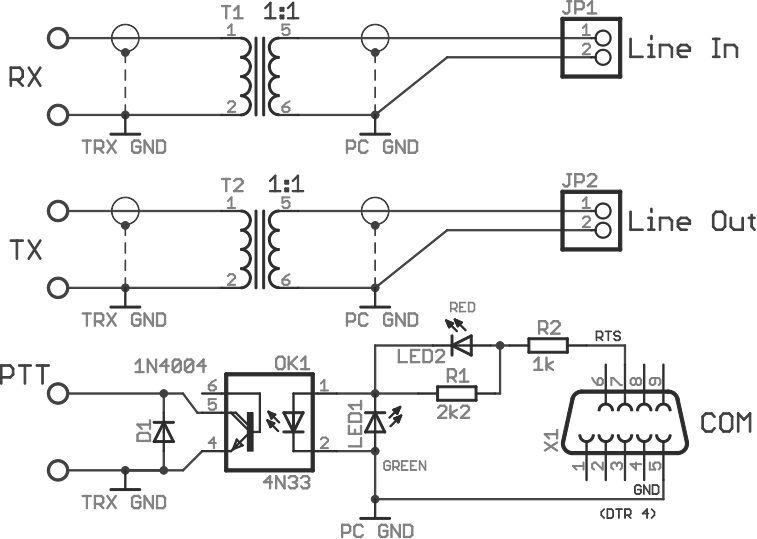 T1 1:1 JP1
1 5 1
RX 2 Line In
2 6
TRX GND PC GND
T2 1:1 JP2
1 5 1
TX 2 Line Out
2 6
TRX GND PC GND
RED
LED2 R2 RTS
1k
PTT 1N4004 OK1
R1
2k2
6 1 6 7 8 9
5
D1 LED1 X1 COM
4 2
4N33 GREEN 1 2 3 4 5
TRX GND GND
(DTR 4)
PC GND